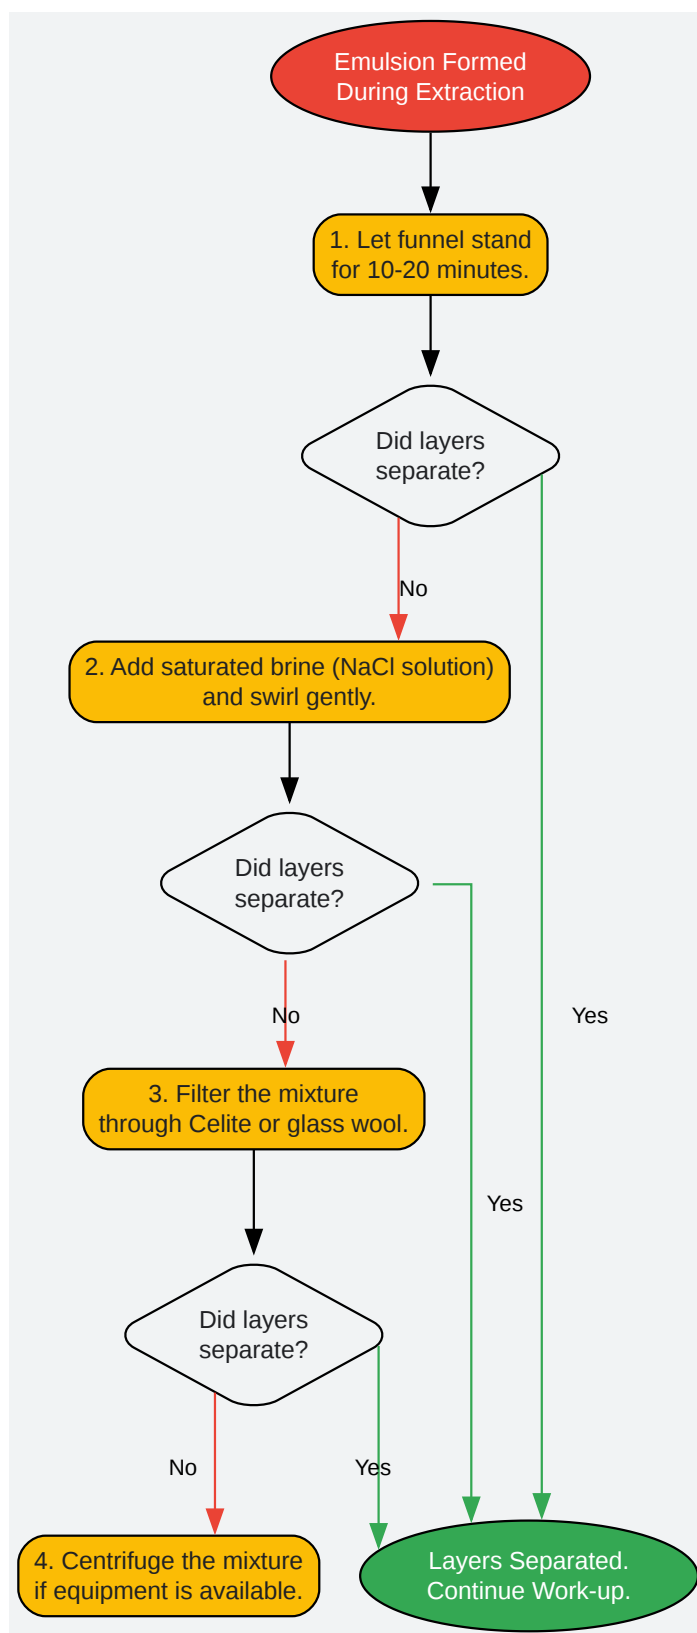 Emulsion Formed
During Extraction
1. Let funnel stand
for 10-20 minutes.
Did layers
separate?
No
2. Add saturated brine (NaCl solution)
and swirl gently.
Did layers
separate?
No
Yes
3. Filter the mixture
through Celite or glass wool.
Yes
Did layers
separate?
No
Yes
4. Centrifuge the mixture
if equipment is available.
Layers Separated.
Continue Work-up.